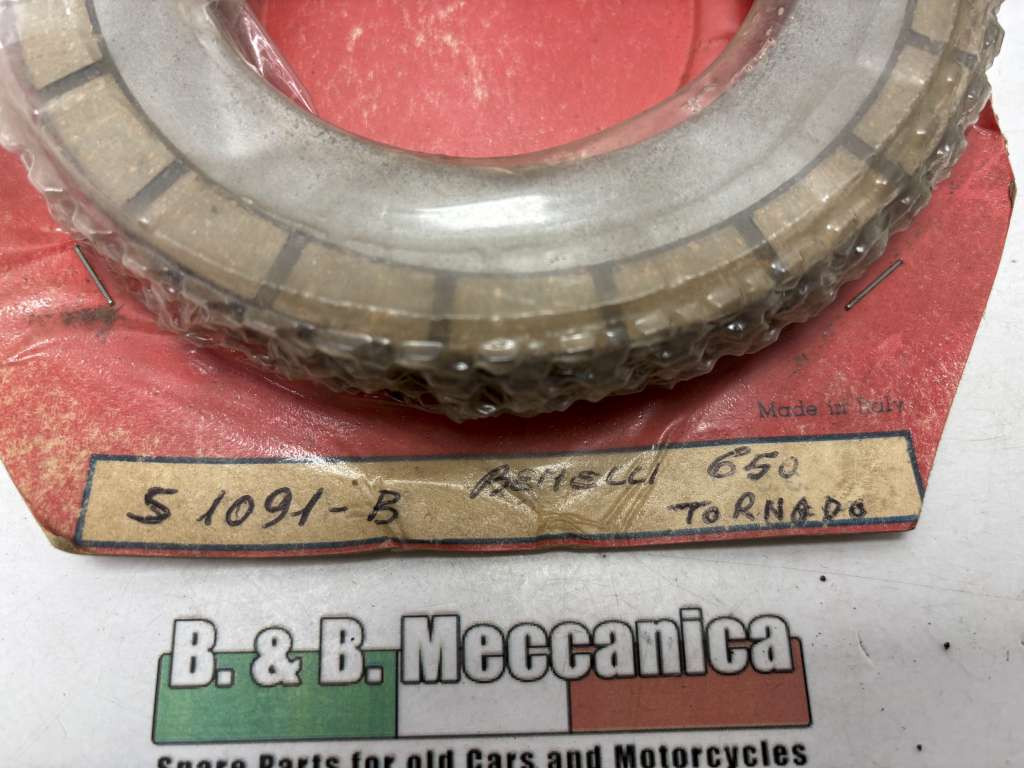 Made in Italy
S 1091-B BENELLI 650
TORNADO
B. & B. Meccanica
Spare Parts for old Cars and Motorcycles